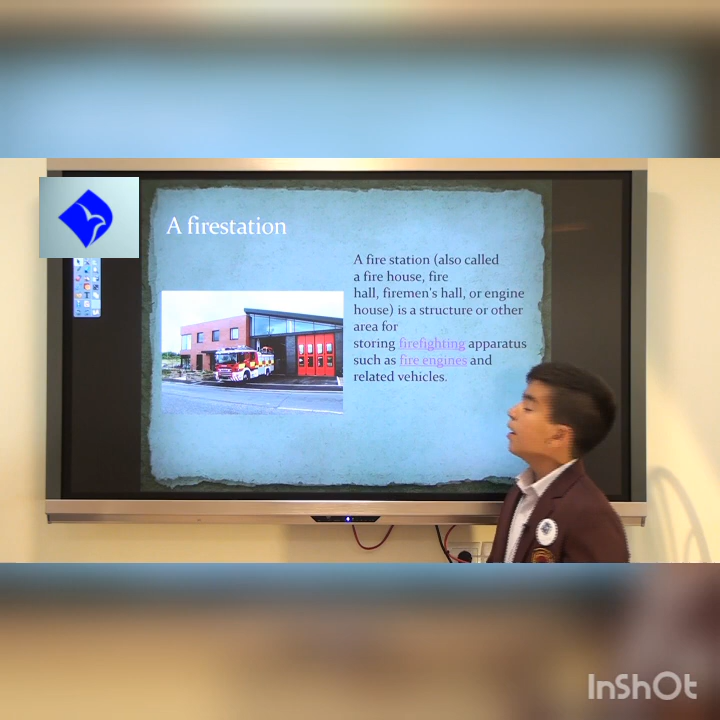 A firestation
A fire station (also called
a fire house, fire
hall, firemen's hall, or engine
house) is a structure or other
area for
storing firefighting apparatus
such as fire engines and
related vehicles.
InShOt